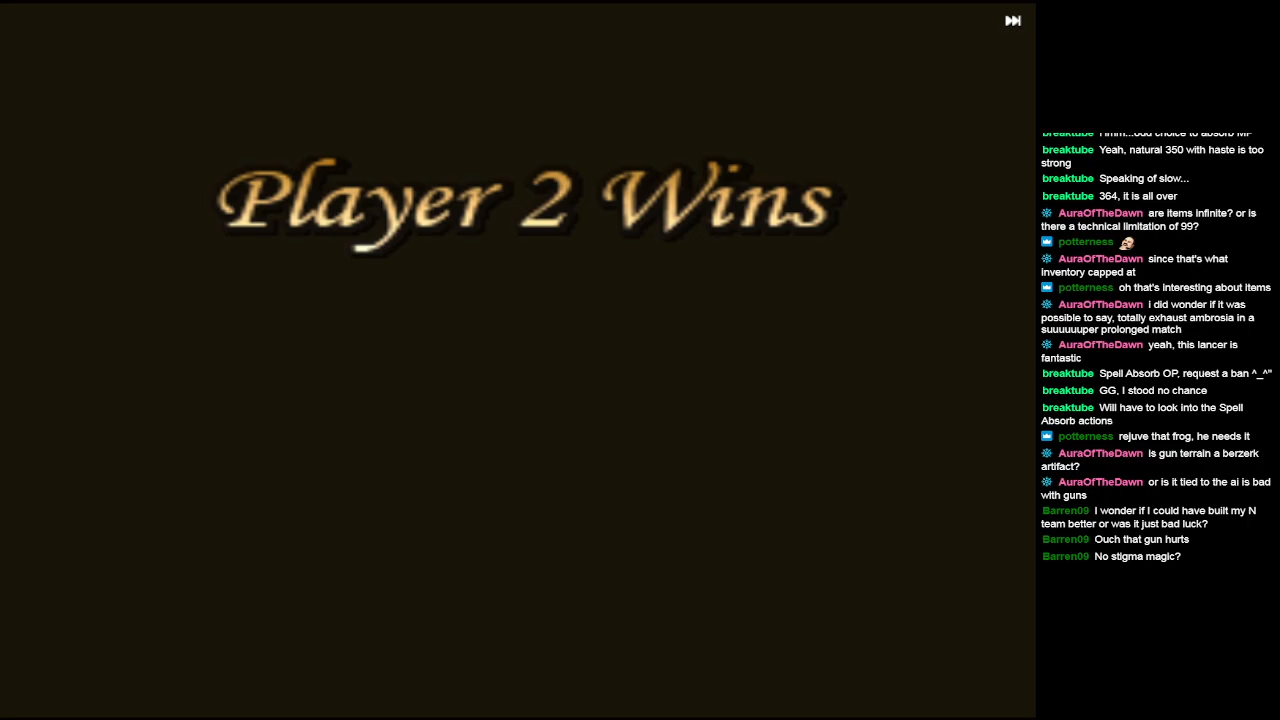 Player 2 Wins
breaktube Hmm...odd choice to absorb MP
breaktube Yeah, natural 350 with haste is too
strong
breaktube Speaking of slow...
breaktube 364, it is all over
AuraOfTheDawn are items infinite? or is
there a technical limitation of 99?
potterness
AuraOfTheDawn since that's what
inventory capped at
potterness oh that's interesting about items
AuraOfTheDawn i did wonder if it was
possible to say, totally exhaust ambrosia in a
suuuuuuper prolonged match
AuraOfTheDawn yeah, this lancer is
fantastic
breaktube Spell Absorb OP, request a ban ^_^"
breaktube GG, I stood no chance
breaktube Will have to look into the Spell
Absorb actions
potterness rejuve that frog, he needs it
AuraOfTheDawn is gun terrain a berzerk
artifact?
AuraOfTheDawn or is it tied to the ai is bad
with guns
Barren09 I wonder if I could have built my N
team better or was it just bad luck?
Barren09 Ouch that gun hurts
Barren09 No stigma magic?